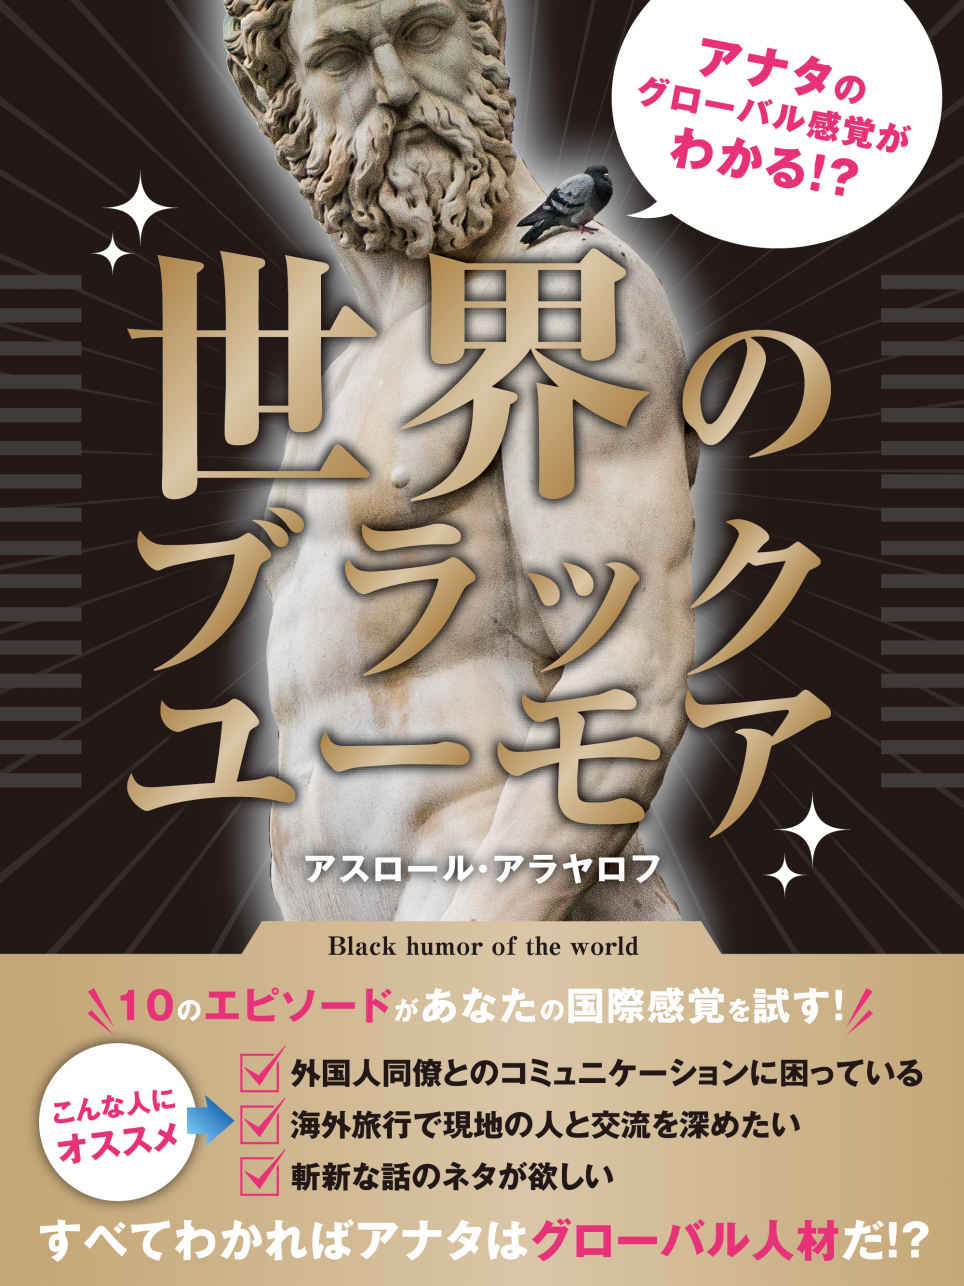 アナタの
グローバル感覚が
わかる!?
世界の
ブラック
ユーモア
アスロール・アラヤロフ
Black humor of the world
10のエピソードがあなたの国際感覚を試す!
こんな人に
オススメ
外国人同僚とのコミュニケーションに困っている
海外旅行で現地の人と交流を深めたい
斬新な話のネタが欲しい
すべてわかればアナタはグローバル人材だ!?